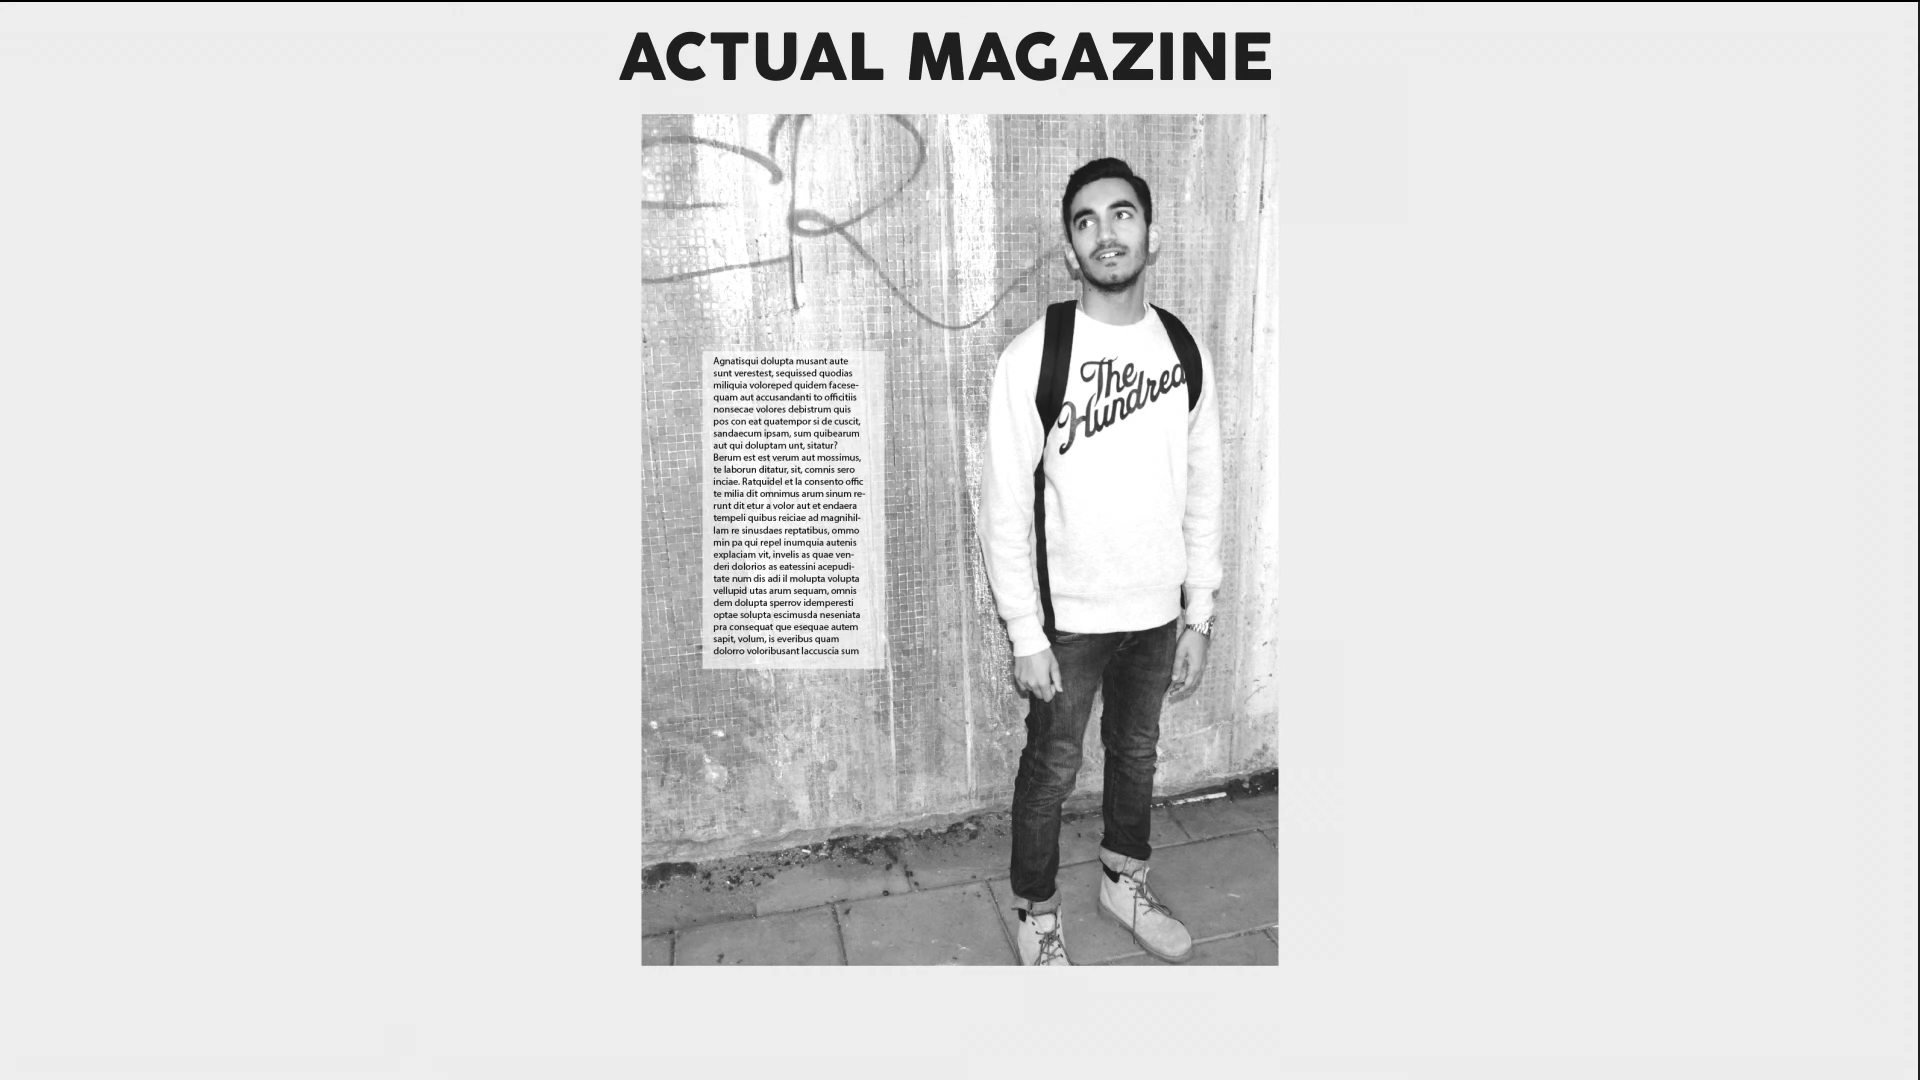 ACTUAL MAGAZINE
The
Hundred
Agnatisqui dolupta musant aute
sunt verestest, sequissed quodias
miliquia voloreped quidem facese-
quam aut accusandanti to officitiis
nonsecae volores debistrum quis
pos con eat quatempor si de cuscit,
sandaecum ipsam, sum quibearum
aut qui doluptam unt, sitatur?
Berum est est verum aut mossimus,
te laborun ditatur, sit, comnis sero
inciae. Ratquidel et la consento offic
te milia dit omnimus arum sinum re-
runt dit etur a volor aut et endaera
tempeli quibus reiciae ad magnihil-
lam re sinusdaes reptatibus, ommo
min pa qui repel inumquia autenis
explaciam vit, invelis as quae ven-
deri dolorios as eatessini acepudi-
tate num dis adi il molupta volupta
vellupid utas arum sequam, omnis
dem dolupta sperrov idemperesti
optae solupta escimusda neseniata
pra consequat que esequae autem
sapit, volum, is everibus quam
dolorro voloribusant laccuscia sum